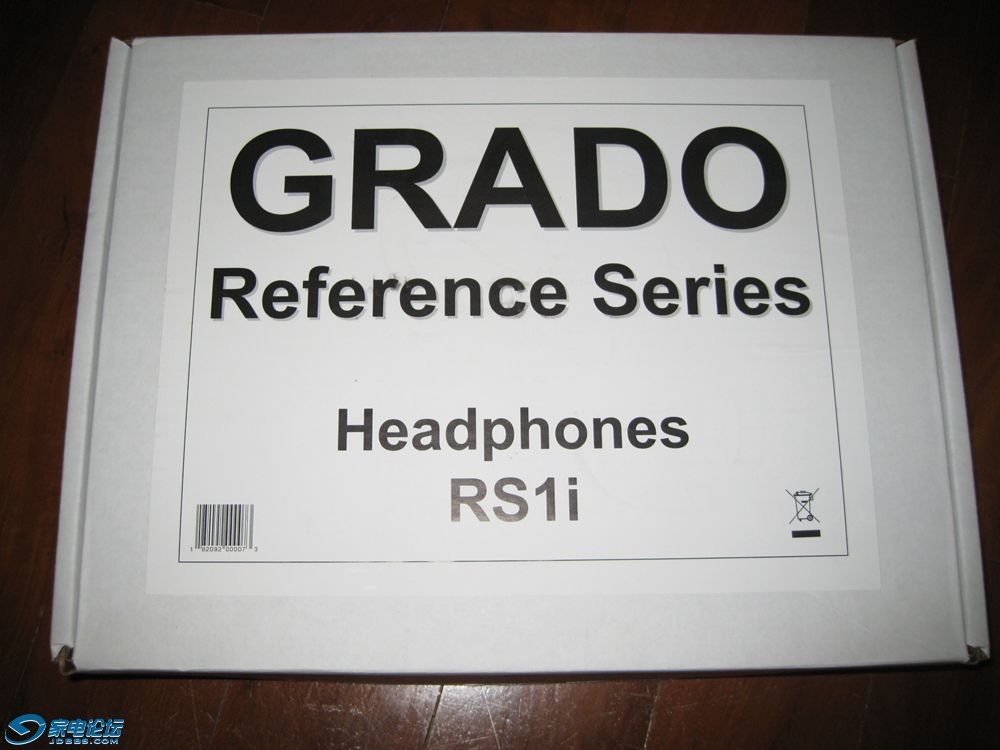 GRADO
Reference Series
Headphones
RS1i
1 82092 00007 3
家电论坛
JDBBS.COM